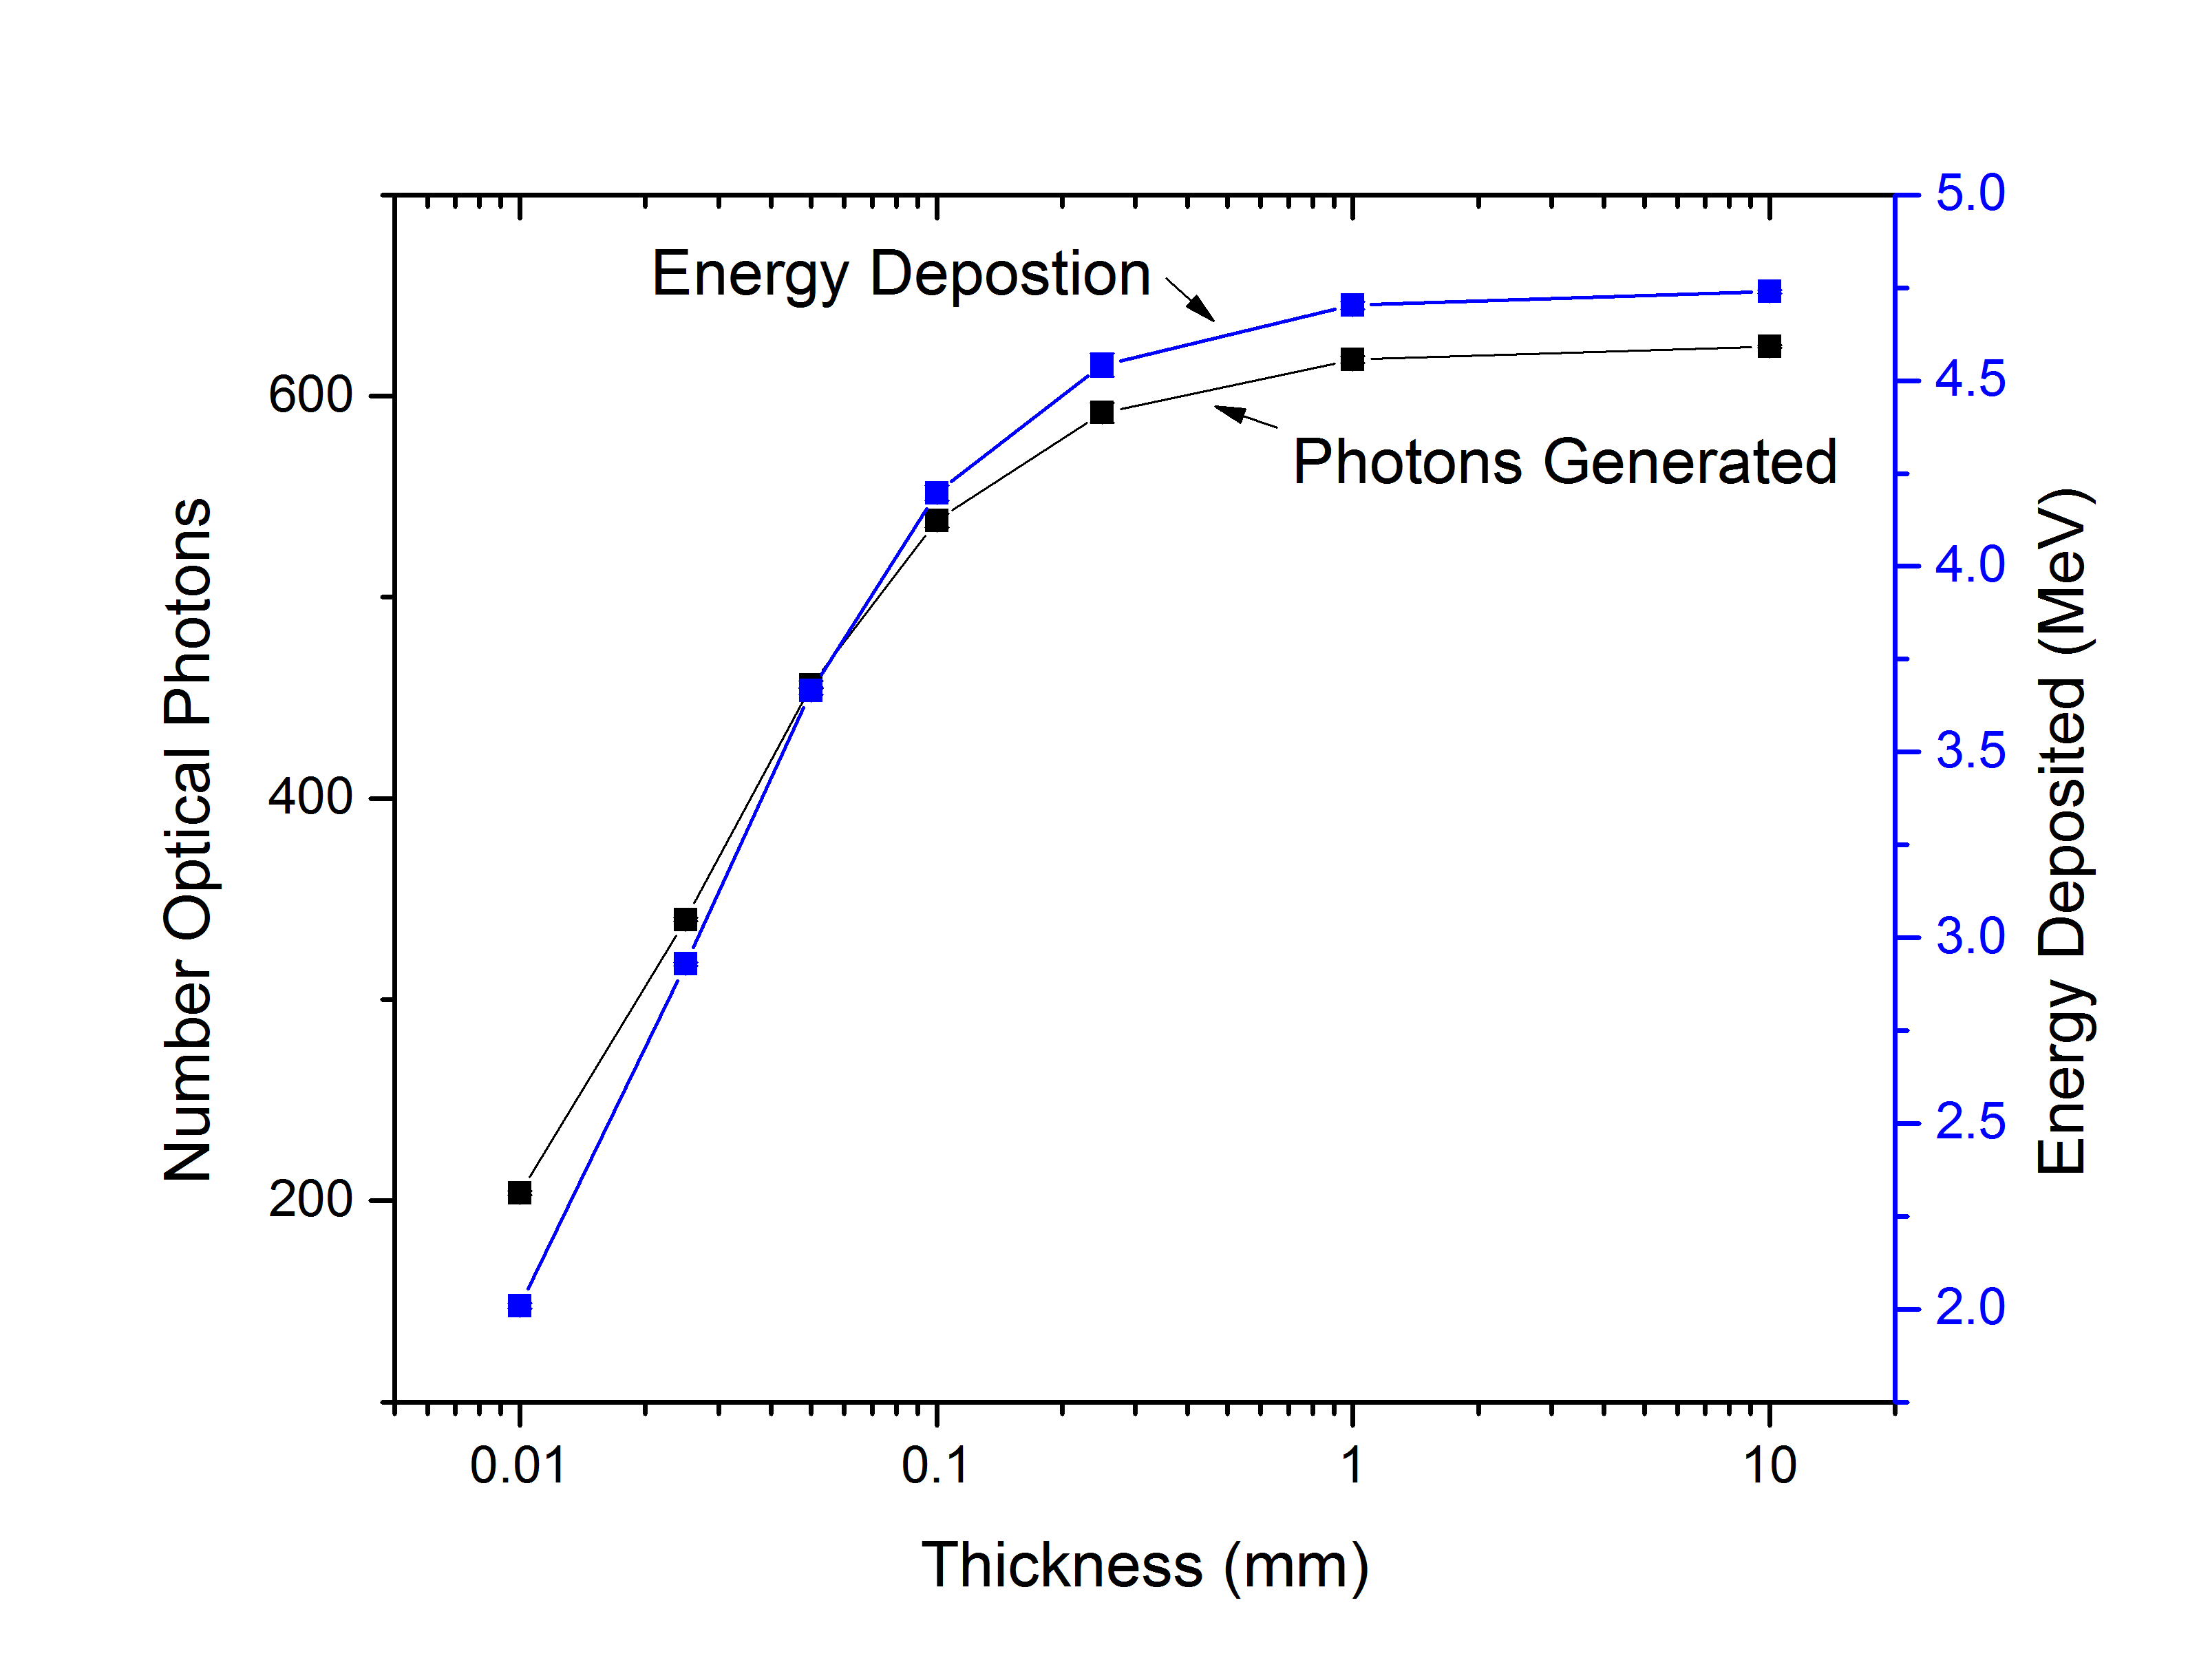 5.0
Energy Depostion
600
4.5
Photons Generated
4.0
3.5
400
3.0
2.5
200
2.0
Number Optical Photons
Energy Deposited (MeV)
0.01 0.1 1 10
Thickness (mm)